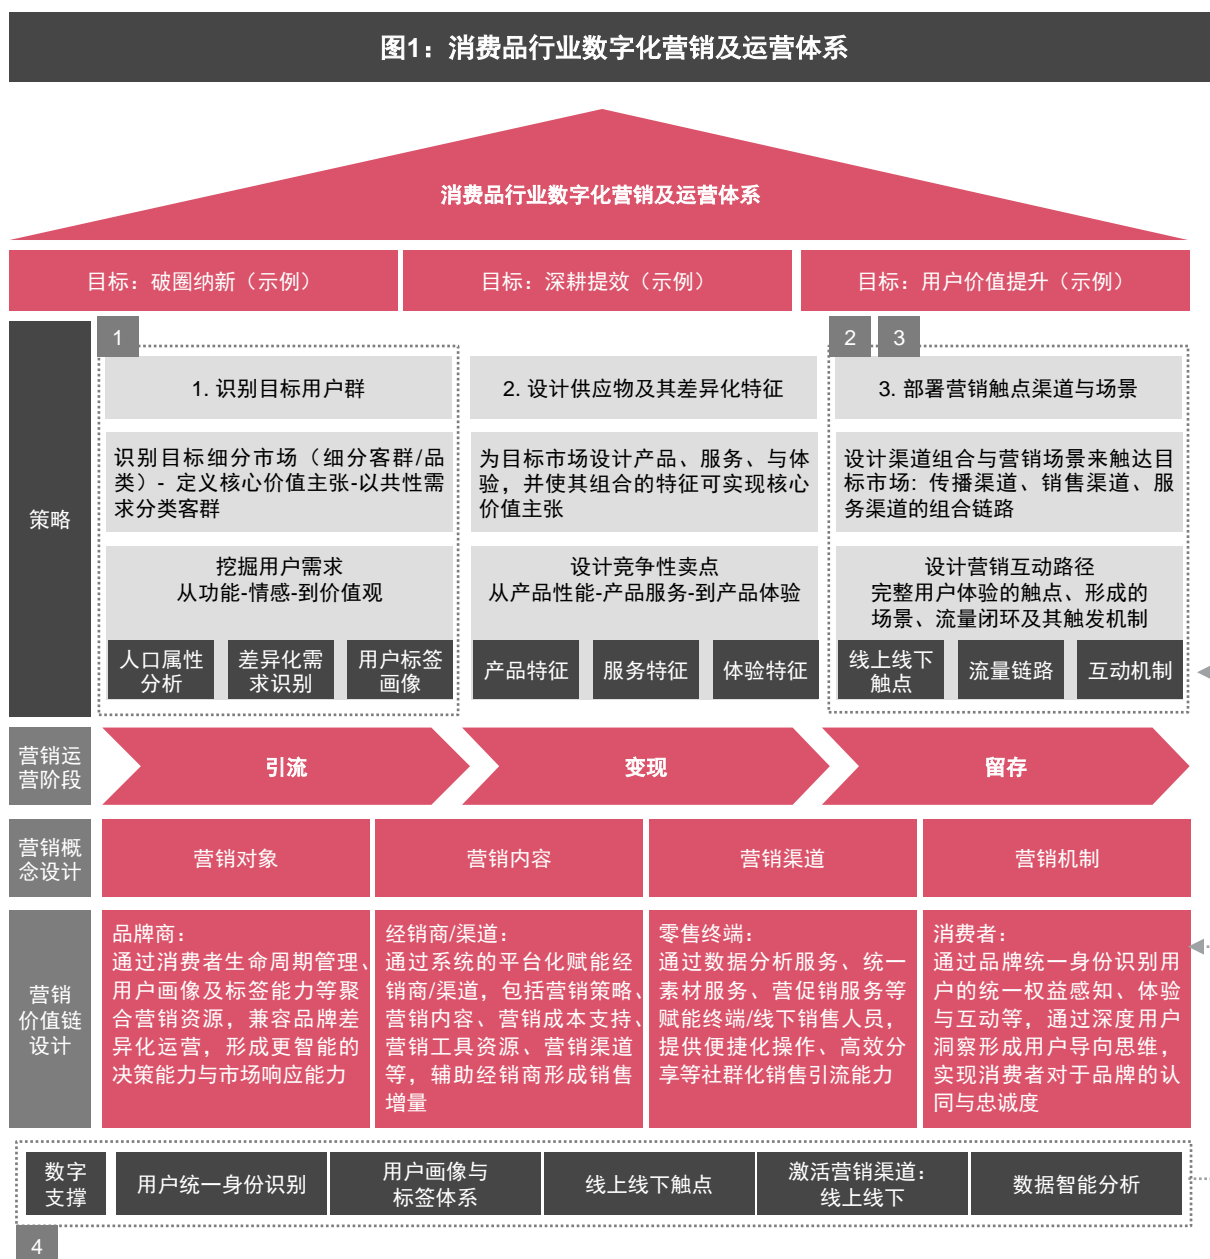 图1：消费品行业数字化营销及运营体系
消费品行业数字化营销及运营体系
目标：破圈纳新（示例）
目标：深耕提效（示例）
目标：用户价值提升（示例）
策略
1
1. 识别目标用户群
识别目标细分市场（细分客群/品
类）- 定义核心价值主张-以共性需
求分类客群
挖掘用户需求
从功能-情感-到价值观
人口属性
分析
差异化需
求识别
用户标签
画像
2. 设计供应物及其差异化特征
为目标市场设计产品、服务、与体
验，并使其组合的特征可实现核心
价值主张
设计竞争性卖点
从产品性能-产品服务-到产品体验
产品特征
服务特征
体验特征
2
3
3. 部署营销触点渠道与场景
设计渠道组合与营销场景来触达目
标市场: 传播渠道、销售渠道、服
务渠道的组合链路
设计营销互动路径
完整用户体验的触点、形成的
场景、流量闭环及其触发机制
线上线下
触点
流量链路
互动机制
营销运
营阶段
引流
变现
留存
营销概
念设计
营销对象
营销内容
营销渠道
营销机制
营销
价值链
设计
品牌商：
通过消费者生命周期管理、
用户画像及标签能力等聚
合营销资源，兼容品牌差
异化运营，形成更智能的
决策能力与市场响应能力
经销商/渠道：
通过系统的平台化赋能经
销商/渠道，包括营销策略、
营销内容、营销成本支持、
营销工具资源、营销渠道
等，辅助经销商形成销售
增量
零售终端：
通过数据分析服务、统一
素材服务、营促销服务等
赋能终端/线下销售人员，
提供便捷化操作、高效分
享等社群化销售引流能力
消费者：
通过品牌统一身份识别用
户的统一权益感知、体验
与互动等，通过深度用户
洞察形成用户导向思维，
实现消费者对于品牌的认
同与忠诚度
数字
支撑
用户统一身份识别
用户画像与
标签体系
线上线下触点
激活营销渠道：
线上线下
数据智能分析
4